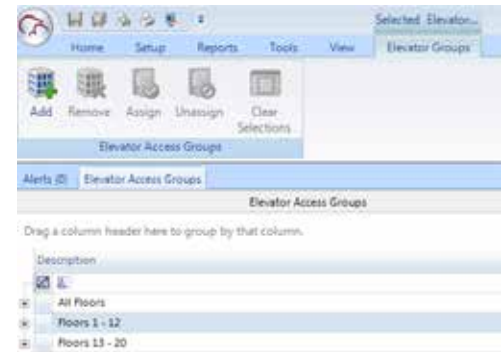 Selected Elevator...
Home Setup Reports Tools View Elevator Groups
Add Remove Assign Unassign Clear Selections
Elevator Access Groups
Alerts (0) Elevator Access Groups
Elevator Access Groups
Drag a column header here to group by that column.
Description
All Floors
Floors 1 - 12
Floors 13 - 20